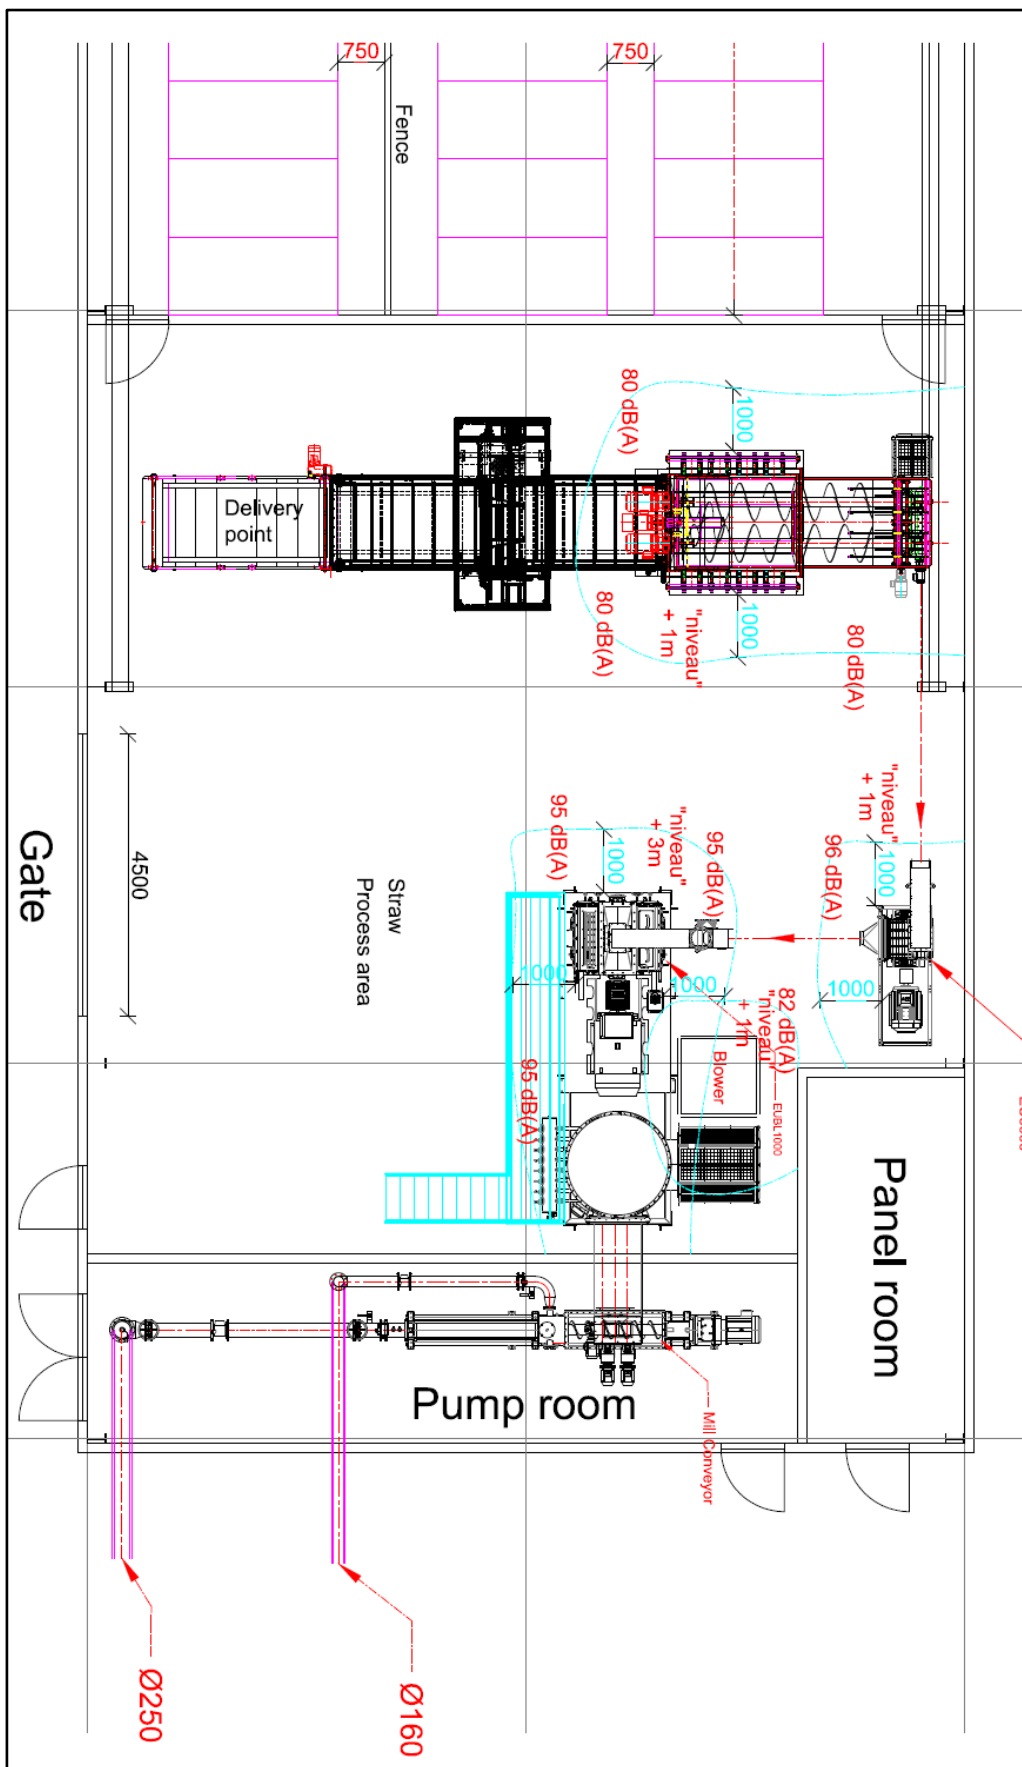 750
750
Fence
80 dB(A)
1000
Delivery
point
80 dB(A)
"niveau"
+ 1m
1000
80 dB(A)
Gate
4500
Straw
Process area
95 dB(A)
1000
"niveau"
+ 3m
95 dB(A)
"niveau"
+ 1m
96 dB(A)
1000
1000
1000
1000
82 dB(A)
"niveau"
+ 1m
95 dB(A)
Blower
EUBL1000
Panel room
Pump room
Mill Conveyor
Ø250
Ø160